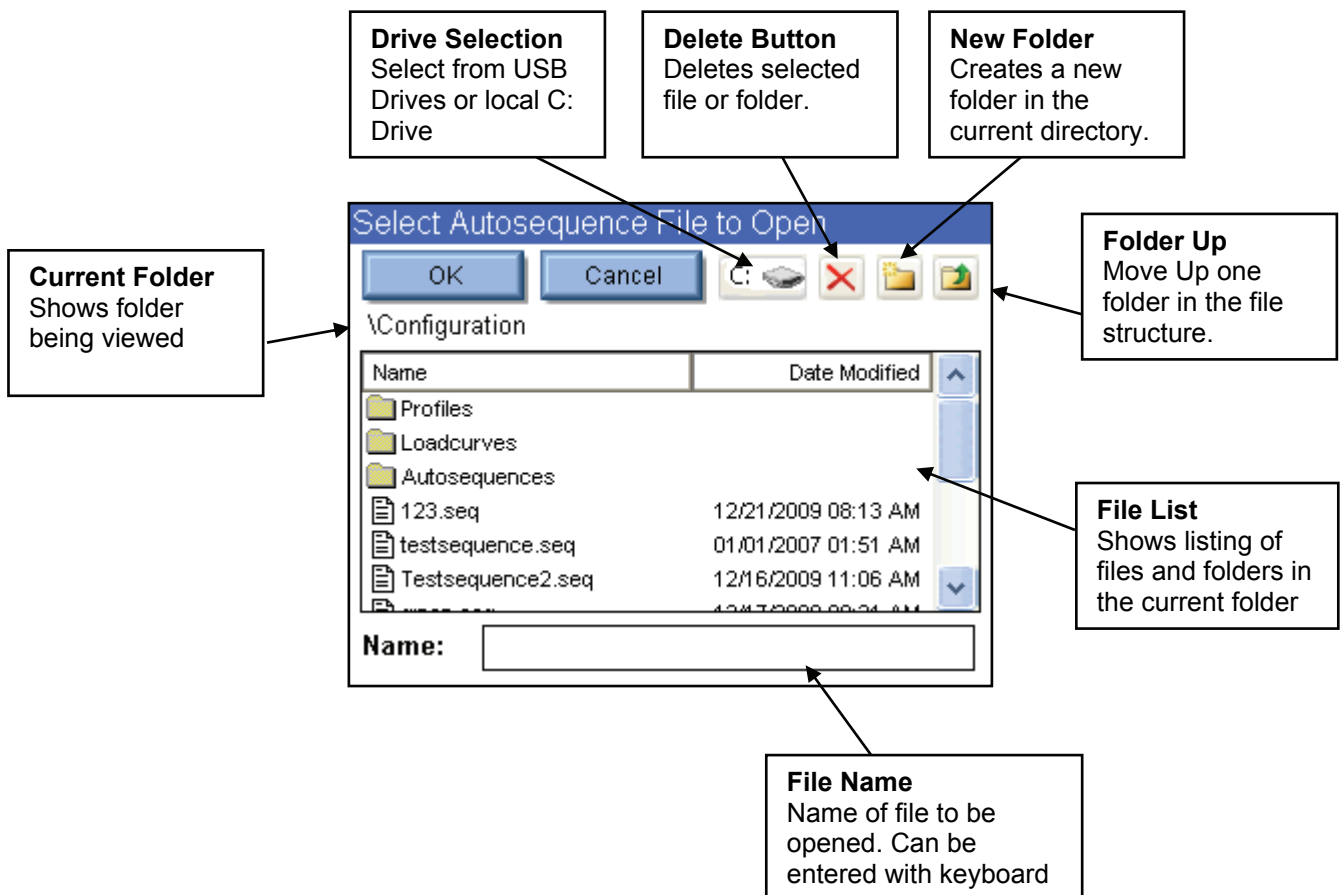 Drive Selection
Select from USB
Drives or local C:
Drive
Delete Button
Deletes selected
file or folder.
New Folder
Creates a new
folder in the
current directory.
Current Folder
Shows folder
being viewed
Select Autosequence File to Open
OK Cancel C:
\Configuration
Name Date Modified
Profiles
Loadcurves
Autosequences
123.seq 12/21/2009 08:13 AM
testsequence.seq 01/01/2007 01:51 AM
Testsequence2.seq 12/16/2009 11:06 AM
Name:
Folder Up
Move Up one
folder in the file
structure.
File List
Shows listing of
files and folders in
the current folder
File Name
Name of file to be
opened. Can be
entered with keyboard